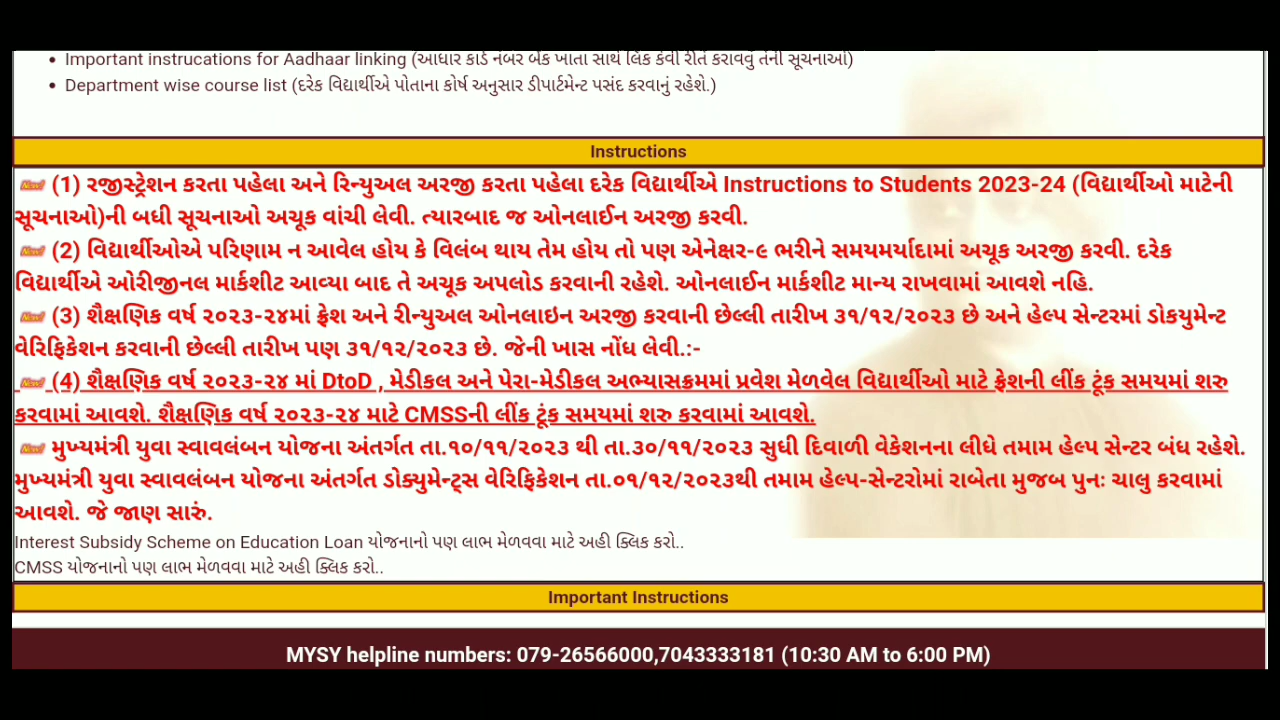 Important instrucations for Aadhaar linking (આધાર કાર્ડ નંબર બેંક ખાતા સાથે લિંક કેવી રીતે કરાવવું તેની સૂચનાઓ)
Department wise course list (દરેક વિદ્યાર્થીએ પોતાના કોર્ષ અનુસાર ડીપાર્ટમેન્ટ પસંદ કરવાનું રહેશે.)
Instructions
New! (1) રજીસ્ટ્રેશન કરતા પહેલા અને રિન્યુઅલ અરજી કરતા પહેલા દરેક વિદ્યાર્થીએ Instructions to Students 2023-24 (વિદ્યાર્થીઓ માટેની
સૂચનાઓ)ની બધી સૂચનાઓ અચૂક વાંચી લેવી. ત્યારબાદ જ ઓનલાઈન અરજી કરવી.
New! (2) વિદ્યાર્થીઓએ પરિણામ ન આવેલ હોય કે વિલંબ થાય તેમ હોય તો પણ એનેક્ષર-૯ ભરીને સમયમર્યાદામાં અચૂક અરજી કરવી. દરેક
વિદ્યાર્થીએ ઓરીજીનલ માર્કશીટ આવ્યા બાદ તે અચૂક અપલોડ કરવાની રહેશે. ઓનલાઈન માર્કશીટ માન્ય રાખવામાં આવશે નહિ.
New! (3) શૈક્ષણિક વર્ષ ૨૦૨૩-૨૪માં ફ્રેશ અને રીન્યુઅલ ઓનલાઇન અરજી કરવાની છેલ્લી તારીખ ૩૧/૧૨/૨૦૨૩ છે અને હેલ્પ સેન્ટરમાં ડોકયુમેન્ટ
વેરિફિકેશન કરવાની છેલ્લી તારીખ પણ ૩૧/૧૨/૨૦૨૩ છે. જેની ખાસ નોંધ લેવી.:-
New! (4) શૈક્ષણિક વર્ષ ૨૦૨૩-૨૪ માં DtoD , મેડીકલ અને પેરા-મેડીકલ અભ્યાસક્રમમાં પ્રવેશ મેળવેલ વિદ્યાર્થીઓ માટે ફ્રેશની લીંક ટૂંક સમયમાં શરુ
કરવામાં આવશે. શૈક્ષણિક વર્ષ ૨૦૨૩-૨૪ માટે CMSSની લીંક ટૂંક સમયમાં શરુ કરવામાં આવશે.
New! મુખ્યમંત્રી યુવા સ્વાવલંબન યોજના અંતર્ગત તા.૧૦/૧૧/૨૦૨૩ થી તા.૩૦/૧૧/૨૦૨૩ સુધી દિવાળી વેકેશનના લીધે તમામ હેલ્પ સેન્ટર બંધ રહેશે.
મુખ્યમંત્રી યુવા સ્વાવલંબન યોજના અંતર્ગત ડોક્યુમેન્ટ્સ વેરિફિકેશન તા.૦૧/૧૨/૨૦૨૩થી તમામ હેલ્પ-સેન્ટરોમાં રાબેતા મુજબ પુનઃ ચાલુ કરવામાં
આવશે. જે જાણ સારું.
Interest Subsidy Scheme on Education Loan યોજનાનો પણ લાભ મેળવવા માટે અહી ક્લિક કરો..
CMSS યોજનાનો પણ લાભ મેળવવા માટે અહી ક્લિક કરો..
Important Instructions
MYSY helpline numbers: 079-26566000,7043333181 (10:30 AM to 6:00 PM)